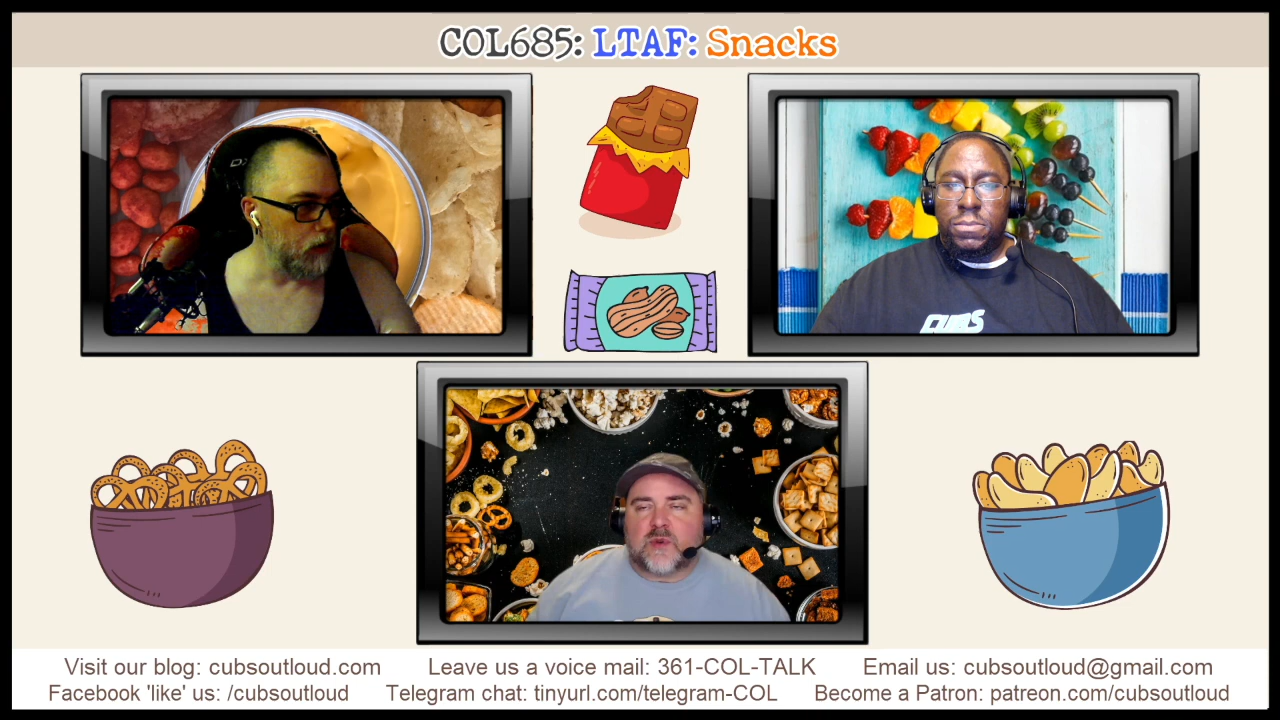 COL685: LTAF: Snacks
CUBS
Visit our blog: cubsoutloud.com Leave us a voice mail: 361-COL-TALK Email us: cubsoutloud@gmail.com
Facebook 'like' us: /cubsoutloud Telegram chat: tinyurl.com/telegram-COL Become a Patron: patreon.com/cubsoutloud